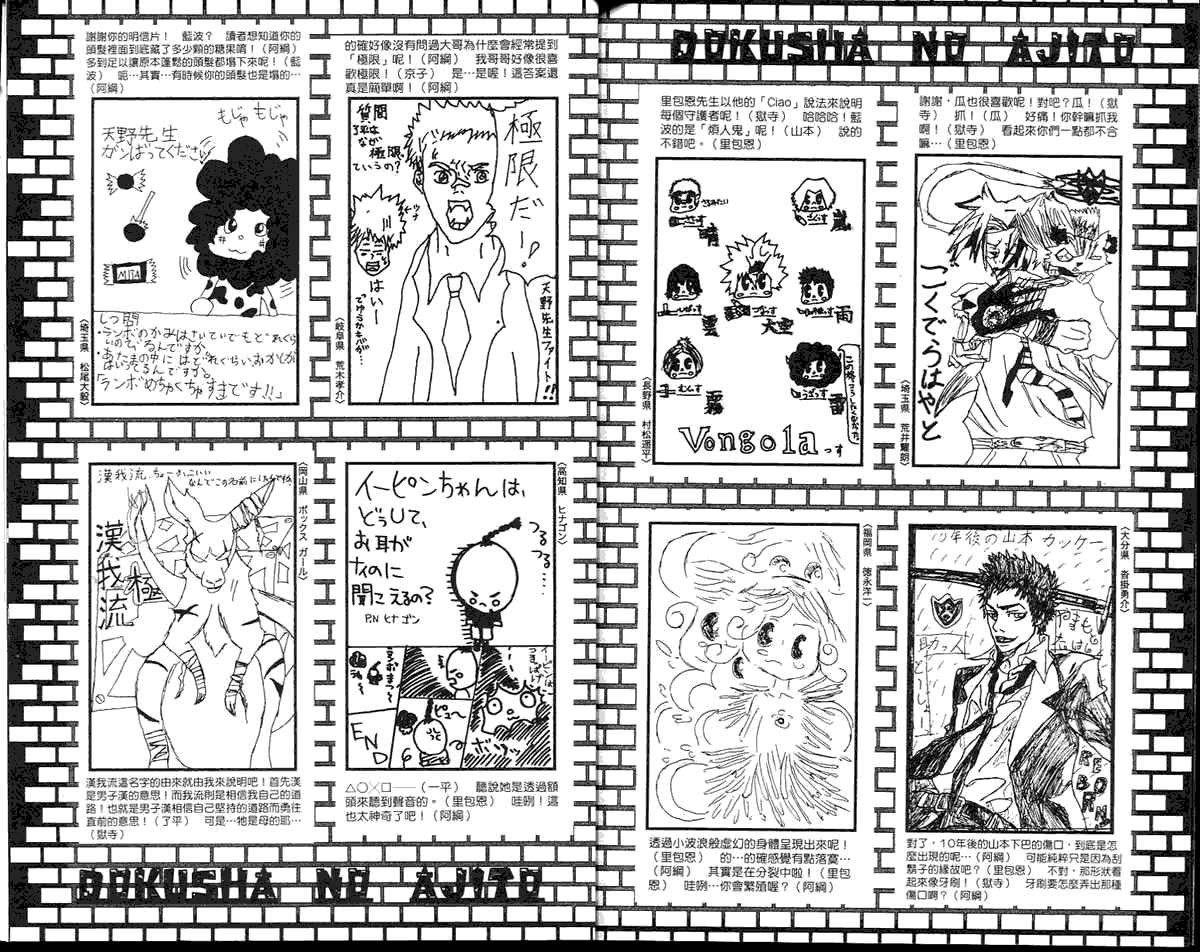 DOKUSHA NO AJITO
謝謝，瓜也很喜歡呢！對吧？瓜！（獄
寺）　抓！（瓜）　好痛！你幹嘛抓我
啊！（獄寺）　看起來你們一點都不合
嘛…（里包恩）
ごくでらはやと
（埼玉県　荒井耀朗）
里包恩先生以他的「Ciao」說法來說明
每個守護者呢！（獄寺）　哈哈哈！藍
波的是「煩人鬼」呢！（山本）　說的
不錯吧。（里包恩）
晴
嵐
雲
大空
雨
霧
雷
Vongolaっす
（長野県　村松遥平）
（大分県　沓掛勇介）
10年後の山本カッケー
助っ人
REBORN
對了，10年後的山本下巴的傷口，到底是怎
麼出現的呢…（阿綱）　可能純粹只是因為刮
鬍子的緣故吧？（里包恩）　不對，那形狀看
起來像牙刷！（獄寺）　牙刷要怎麼弄出那種
傷口啊？（阿綱）
（福岡県　徳永洋一）
透過小波浪般虛幻的身體呈現出來呢！
（里包恩）　的…的確感覺有點落寞…
（阿綱）　其實是在分裂中啦！（里包
恩）　哇咧…你會繁殖喔？（阿綱）
的確好像沒有問過大哥為什麼會經常提到
「極限」呢！（阿綱）　我哥哥好像很喜
歡極限！（京子）　是…是喔！這答案還
真是簡單啊！（阿綱）
極限だー！
質問
了平は
なぜ
極限
ていうの？
ツナ
はいー
天野先生ファイト!!
（岐阜県　荒木孝介）
謝謝你的明信片！　藍波？　讀者想知道你的
頭髮裡面到底藏了多少顆的糖果唷！（阿綱）
多到足以讓原本蓬鬆的頭髮都塌下來呢！（藍
波）　呃…其實…有時候你的頭髮也是塌的…
（阿綱）
もじゃもじゃ
天野先生
ガンばってください
しつ問
・ランボのかみはさいていでもどれぐら
いのびるんですか。
・あたまの中にはどれぐらいおかしが
はいってるんですか。
「ランボめちゃくちゃすきです!!」
（埼玉県　松尾大毅）
（高知県　ヒナゴン）
イーピンちゃんは、
どうして、
お耳が
ナイのに
聞こえるの？
P.N ヒナゴン
つるつる…
END
△○╳□——（一平）　聽說她是透過額
頭來聽到聲音的。（里包恩）　哇咧！這
也太神奇了吧！（阿綱）
（岡山県　ボックス　ガール）
漢我流、ちょーかっこいい
なんでこの名前にしたんですか。
漢我流
極
漢我流這名字的由來就由我來說明吧！首先漢
是男子漢的意思！而我流則是相信我自己的道
路！也就是男子漢相信自己堅持的道路而勇往
直前的意思！（了平）　可是…牠是母的耶…
（獄寺）
DOKUSHA NO AJITO